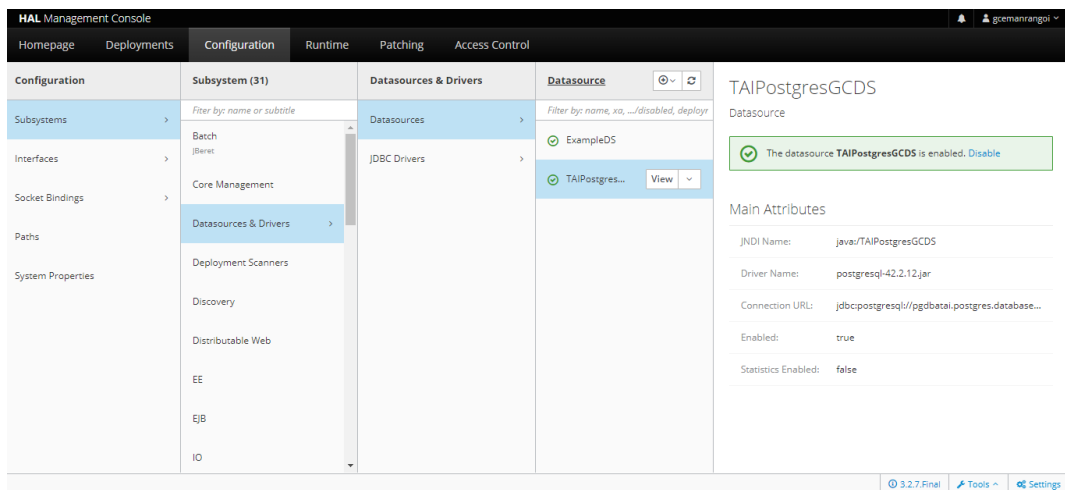 HAL Management Console
gcemanrangoi
Homepage Deployments Configuration Runtime Patching Access Control
Configuration
Subsystems
Interfaces
Socket Bindings
Paths
System Properties
Subsystem (31)
Fiter by: name or subtitle
Batch
JBeret
Core Management
Datasources & Drivers
Deployment Scanners
Discovery
Distributable Web
EE
EJB
IO
Datasources & Drivers
Datasources
JDBC Drivers
Datasource
Filter by: name, xa, .../disabled, deployr
ExampleDS
TAIPostgres... View
TAIPostgresGCDS
Datasource
The datasource TAIPostgresGCDS is enabled. Disable
Main Attributes
JNDI Name: java:/TAIPostgresGCDS
Driver Name: postgresql-42.2.12.jar
Connection URL: jdbc:postgresql://pgdbatai.postgres.database...
Enabled: true
Statistics Enabled: false
3.2.7.Final Tools Settings